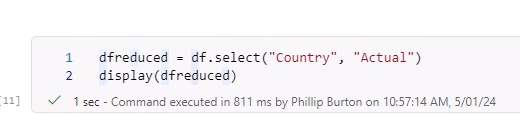 1 dfreduced = df.select("Country", "Actual")
2 display(dfreduced)
[11] 1 sec - Command executed in 811 ms by Phillip Burton on 10:57:14 AM, 5/01/24